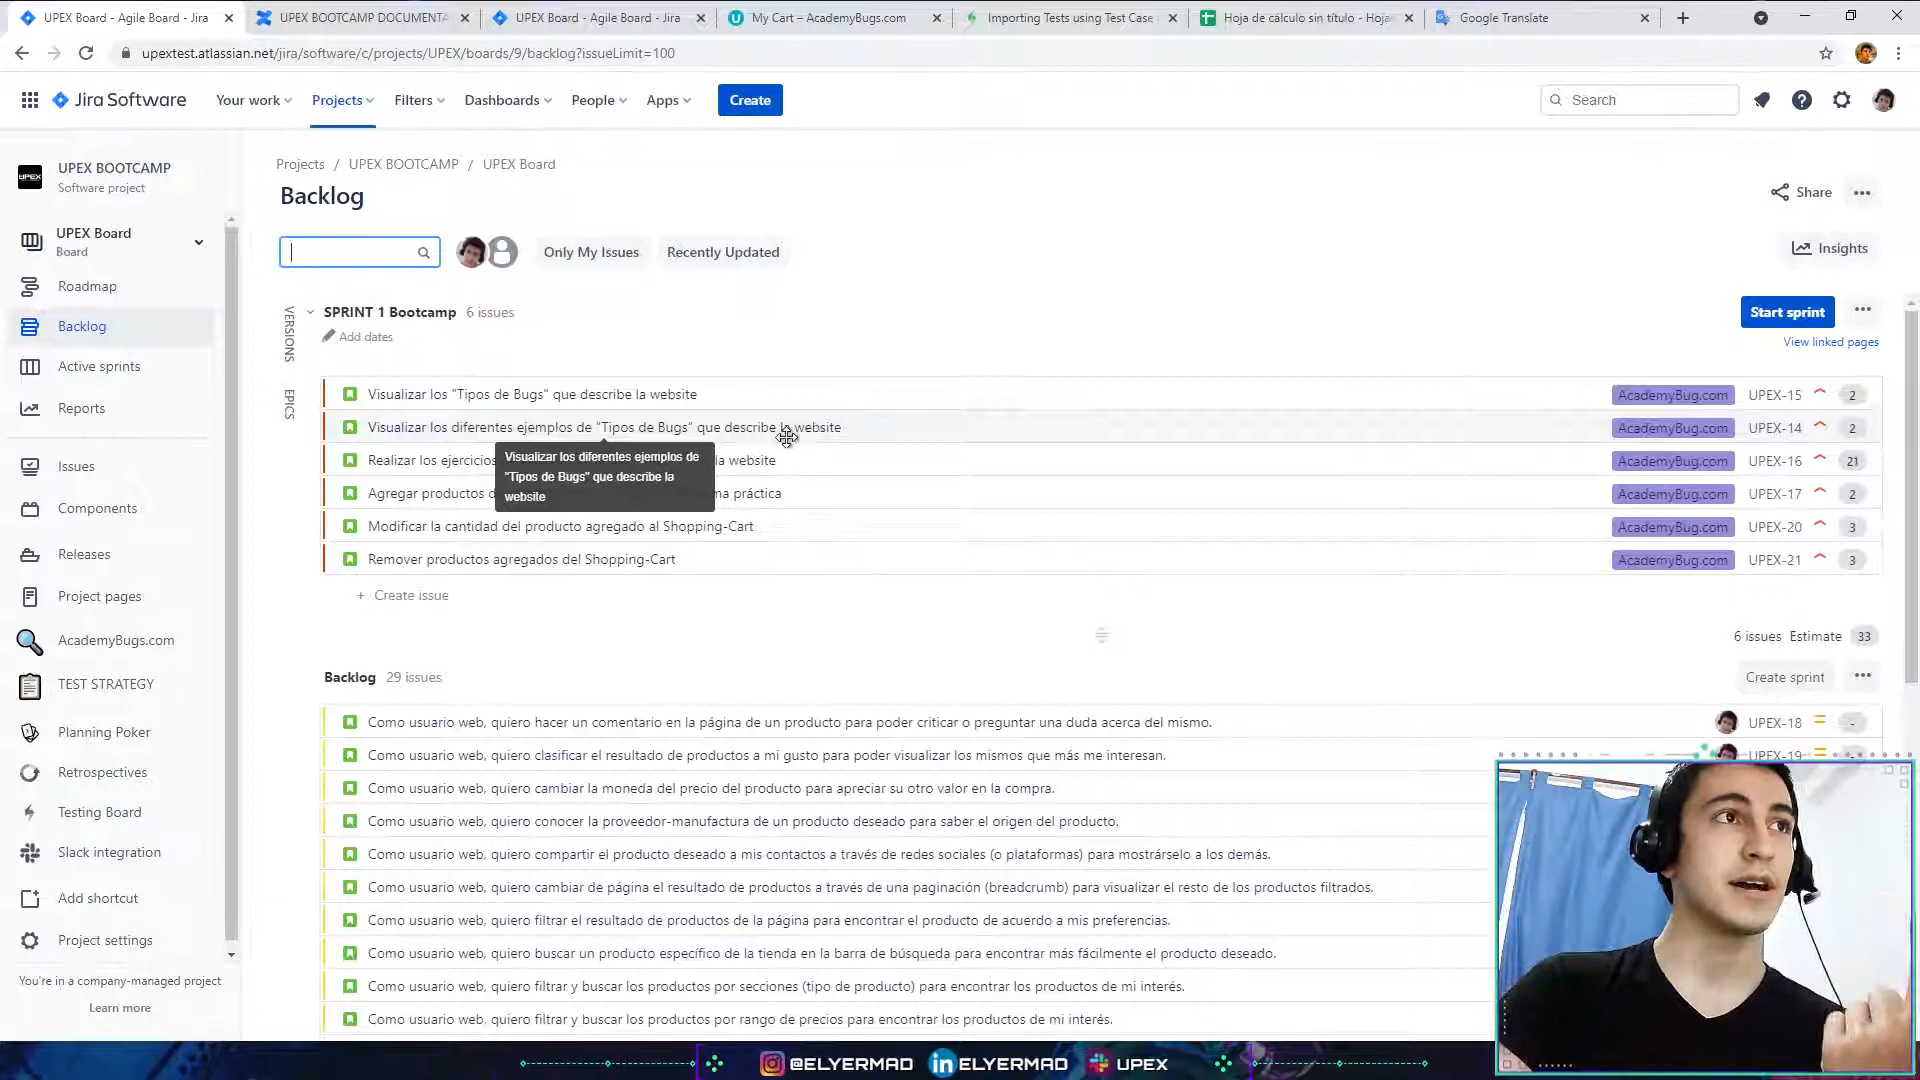 UPEX Board - Agile Board - Jira
UPEX BOOTCAMP DOCUMENTA
UPEX Board - Agile Board - Jira
My Cart – AcademyBugs.com
Importing Tests using Test Case
Hoja de cálculo sin título - Hoja
Google Translate
upextest.atlassian.net/jira/software/c/projects/UPEX/boards/9/backlog?issueLimit=100
Jira Software
Your work
Projects
Filters
Dashboards
People
Apps
Create
Search
UPEX
UPEX BOOTCAMP
Software project
UPEX Board
Board
Roadmap
Backlog
Active sprints
Reports
Issues
Components
Releases
Project pages
AcademyBugs.com
TEST STRATEGY
Planning Poker
Retrospectives
Testing Board
Slack integration
Add shortcut
Project settings
You're in a company-managed project
Learn more
Projects / UPEX BOOTCAMP / UPEX Board
Backlog
Share
Only My Issues
Recently Updated
Insights
VERSIONS
EPICS
SPRINT 1 Bootcamp 6 issues
Start sprint
Add dates
View linked pages
Visualizar los "Tipos de Bugs" que describe la website AcademyBug.com UPEX-15 2
Visualizar los diferentes ejemplos de "Tipos de Bugs" que describe la website AcademyBug.com UPEX-14 2
Visualizar los diferentes ejemplos de
"Tipos de Bugs" que describe la
website
Realizar los ejercicios la website AcademyBug.com UPEX-16 21
Agregar productos d ma práctica AcademyBug.com UPEX-17 2
Modificar la cantidad del producto agregado al Shopping-Cart AcademyBug.com UPEX-20 3
Remover productos agregados del Shopping-Cart AcademyBug.com UPEX-21 3
+ Create issue
6 issues Estimate 33
Backlog 29 issues
Create sprint
Como usuario web, quiero hacer un comentario en la página de un producto para poder criticar o preguntar una duda acerca del mismo. UPEX-18 -
Como usuario web, quiero clasificar el resultado de productos a mi gusto para poder visualizar los mismos que más me interesan. UPEX-19
Como usuario web, quiero cambiar la moneda del precio del producto para apreciar su otro valor en la compra.
Como usuario web, quiero conocer la proveedor-manufactura de un producto deseado para saber el origen del producto.
Como usuario web, quiero compartir el producto deseado a mis contactos a través de redes sociales (o plataformas) para mostrárselo a los demás.
Como usuario web, quiero cambiar de página el resultado de productos a través de una paginación (breadcrumb) para visualizar el resto de los productos filtrados.
Como usuario web, quiero filtrar el resultado de productos de la página para encontrar el producto de acuerdo a mis preferencias.
Como usuario web, quiero buscar un producto específico de la tienda en la barra de búsqueda para encontrar más fácilmente el producto deseado.
Como usuario web, quiero filtrar y buscar los productos por secciones (tipo de producto) para encontrar los productos de mi interés.
Como usuario web, quiero filtrar y buscar los productos por rango de precios para encontrar los productos de mi interés.
@ELYERMAD
in ELYERMAD
UPEX